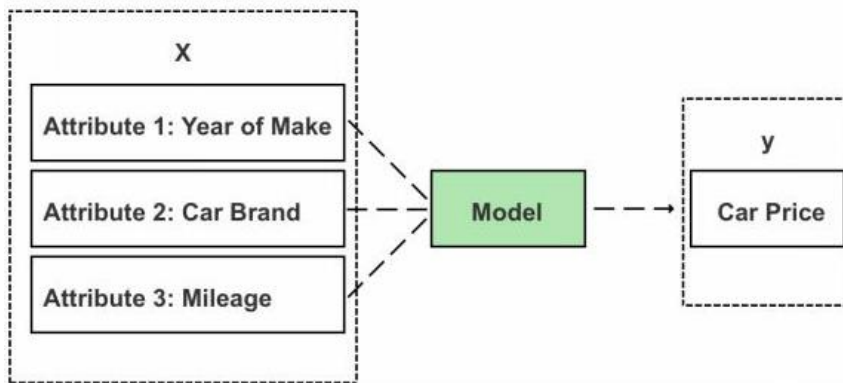 X
Attribute 1: Year of Make
Attribute 2: Car Brand
Attribute 3: Mileage
Model
y
Car Price